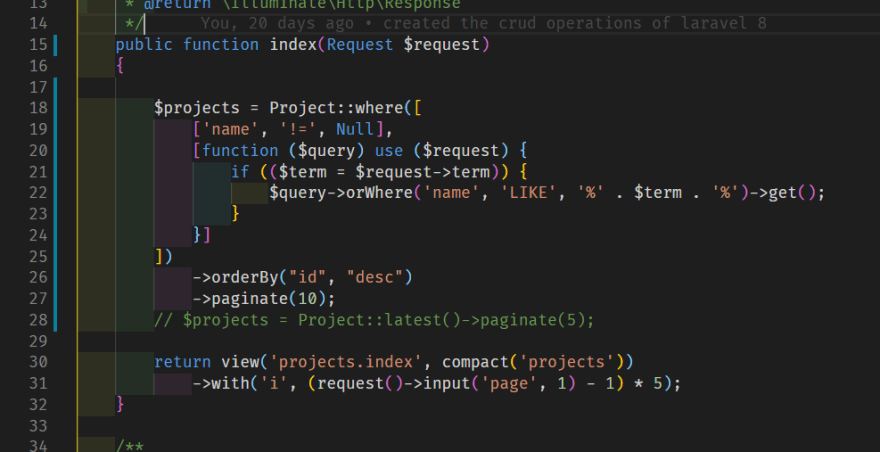 13 * @return \Illuminate\Http\Response
14 */ You, 20 days ago • created the crud operations of laravel 8
15 public function index(Request $request)
16 {
17
18 $projects = Project::where([
19 ['name', '!=', Null],
20 [function ($query) use ($request) {
21 if (($term = $request->term)) {
22 $query->orWhere('name', 'LIKE', '%' . $term . '%')->get();
23 }
24 }]
25 ])
26 ->orderBy("id", "desc")
27 ->paginate(10);
28 // $projects = Project::latest()->paginate(5);
29
30 return view('projects.index', compact('projects'))
31 ->with('i', (request()->input('page', 1) - 1) * 5);
32 }
33
34 /**